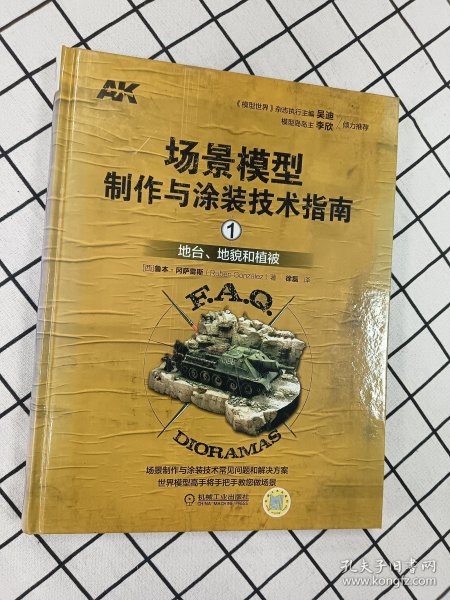 AK
《模型世界》杂志执行主编 吴迪
模型岛岛主 李欣
倾力推荐
场景模型
制作与涂装技术指南
1
地台、地貌和植被
[西]鲁本·冈萨雷斯(Rubén González) 著 徐磊 译
F.A.Q.
DIORAMAS
场景制作与涂装技术常见问题和解决方案
世界模型高手将手把手教您做场景
机械工业出版社
CHINA MACHINE PRESS
孔夫子旧书网
www.kongfz.com